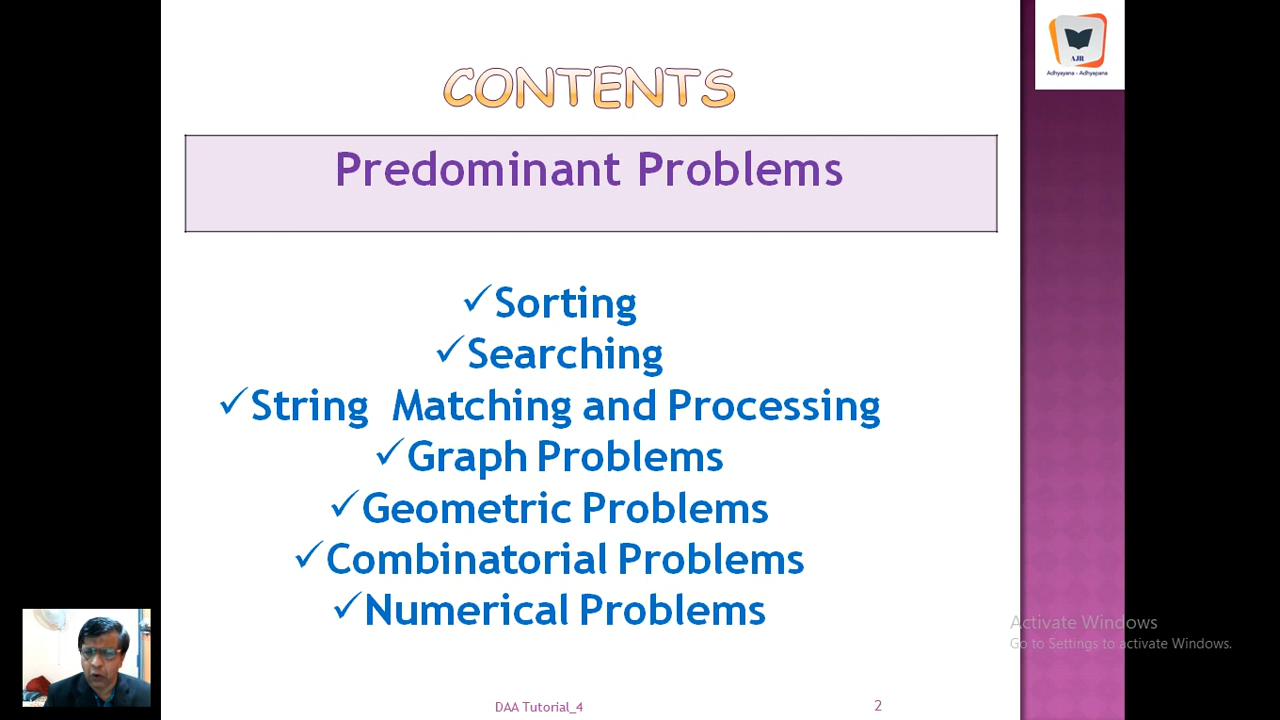 AJR
Adhyayana - Adhyapana
CONTENTS
Predominant Problems
✓Sorting
✓Searching
✓String Matching and Processing
✓Graph Problems
✓Geometric Problems
✓Combinatorial Problems
✓Numerical Problems
Activate Windows
Go to Settings to activate Windows.
DAA Tutorial_4
2